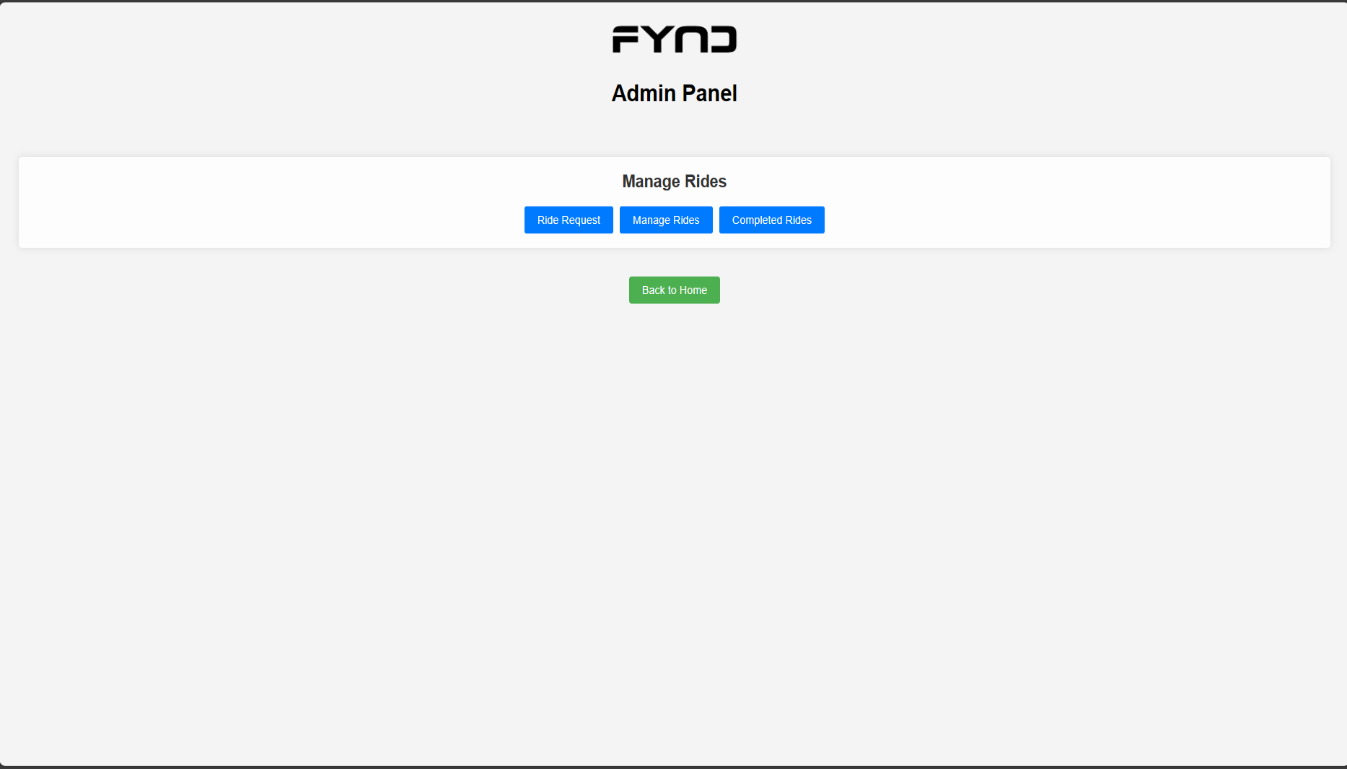 FYND
Admin Panel
Manage Rides
Ride Request Manage Rides Completed Rides
Back to Home